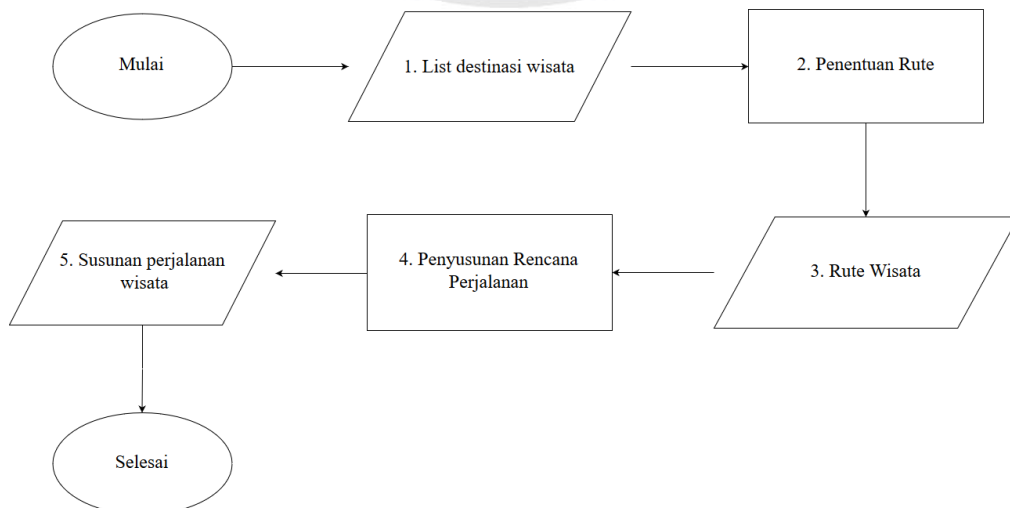 Mulai
1. List destinasi wisata
2. Penentuan Rute
3. Rute Wisata
4. Penyusunan Rencana
Perjalanan
5. Susunan perjalanan
wisata
Selesai